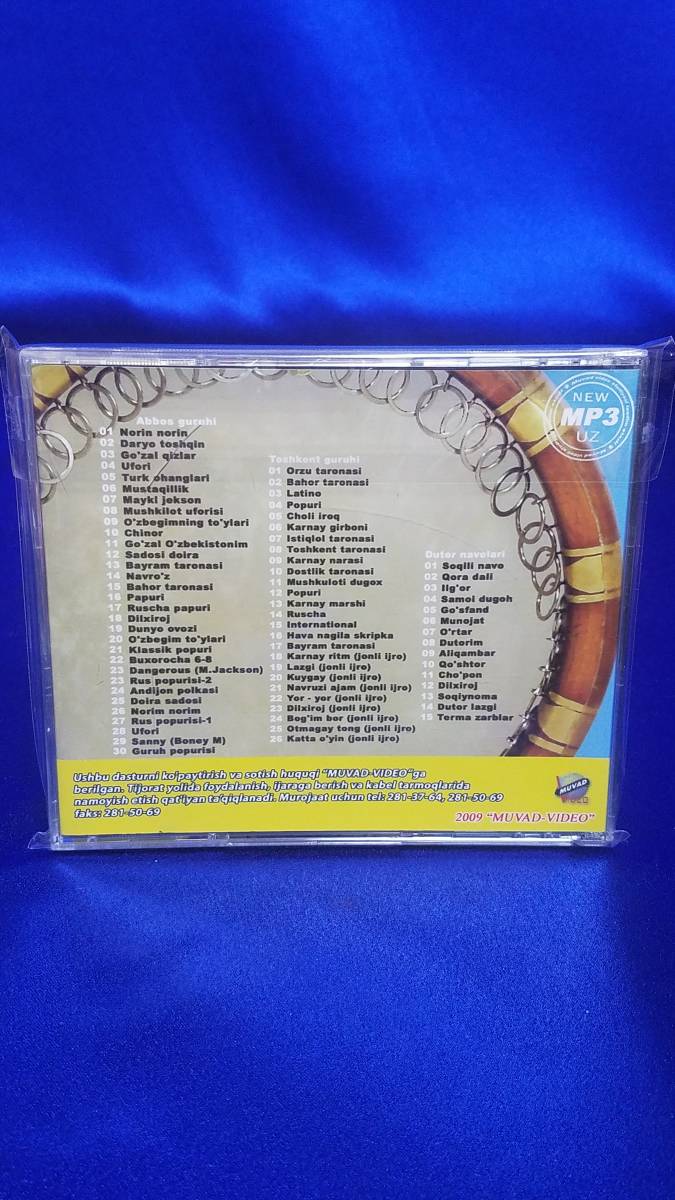 NEW
MP3
UZ
Abbos guruhi
01 Norin norin
02 Daryo toshqin
03 Go'zal qizlar
04 Ufori
05 Turk ohanglari
06 Mustaqillik
07 Maykl jekson
08 Mushkilot uforisi
09 O'zbegimning to'ylari
10 Chinor
11 Go'zal O'zbekistonim
12 Sadosi doira
13 Bayram taronasi
14 Navro'z
15 Bahor taronasi
16 Papuri
17 Ruscha papuri
18 Dilxiroj
19 Dunyo ovozi
20 O'zbegim to'ylari
21 Klassik popuri
22 Buxorocha 6-8
23 Dangerous (M.Jackson)
23 Rus popurisi-2
24 Andijon polkasi
25 Doira sadosi
26 Norim norim
27 Rus popurisi-1
28 Ufori
29 Sanny (Boney M)
30 Guruh popurisi
Toshkent guruhi
01 Orzu taronasi
02 Bahor taronasi
03 Latino
04 Popuri
05 Choli iroq
06 Karnay girboni
07 Istiqlol taronasi
08 Toshkent taronasi
09 Karnay narasi
10 Dostlik taronasi
11 Mushkuloti dugox
12 Popuri
13 Karnay marshi
14 Ruscha
15 International
16 Hava nagila skripka
17 Bayram taronasi
18 Karnay ritm (jonli ijro)
19 Lazgi (jonli ijro)
20 Kuygay (jonli ijro)
21 Navruzi ajam (jonli ijro)
22 Yor - yor (jonli ijro)
23 Dilxiroj (jonli ijro)
24 Bog'im bor (jonli ijro)
25 Otmagay tong (jonli ijro)
26 Katta o'yin (jonli ijro)
Dutor navolari
01 Soqili navo
02 Qora dali
03 Ilg'or
04 Samoi dugoh
05 Go'sfand
06 Munojat
07 O'rtar
08 Dutorim
09 Aliqambar
10 Qo'shtor
11 Cho'pon
12 Dilxiroj
13 Soqiynoma
14 Dutor lazgi
15 Terma zarblar
Ushbu dasturni ko'paytirish va sotish huquqi "MUVAD-VIDEO"ga
berilgan. Tijorat yolida foydalanish, ijaraga berish va kabel tarmoqlarida
namoyish etish qat'iyan ta'qiqlanadi. Murojaat uchun tel: 281-37-64, 281-50-69
faks: 281-50-69
MUVAD
VIDEO
2009 "MUVAD-VIDEO"